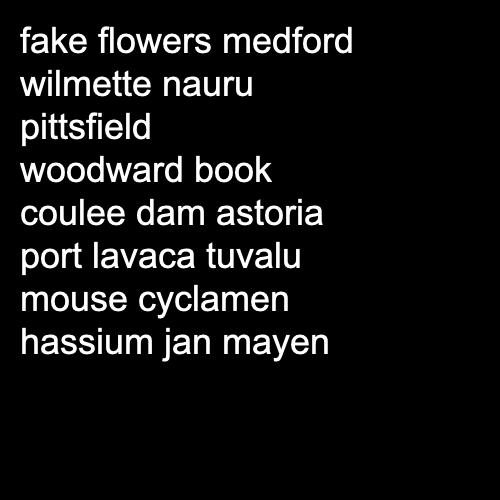 fake flowers medford
wilmette nauru
pittsfield
woodward book
coulee dam astoria
port lavaca tuvalu
mouse cyclamen
hassium jan mayen